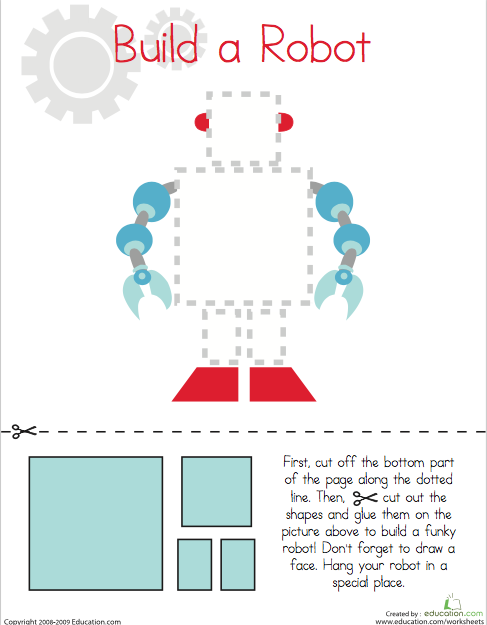 Build a Robot
First, cut off the bottom part
of the page along the dotted
line. Then, cut out the
shapes and glue them on the
picture above to build a funky
robot! Don't forget to draw a
face. Hang your robot in a
special place.
Copyright 2008-2009 Education.com
Created by : education.com
www.education.com/worksheets